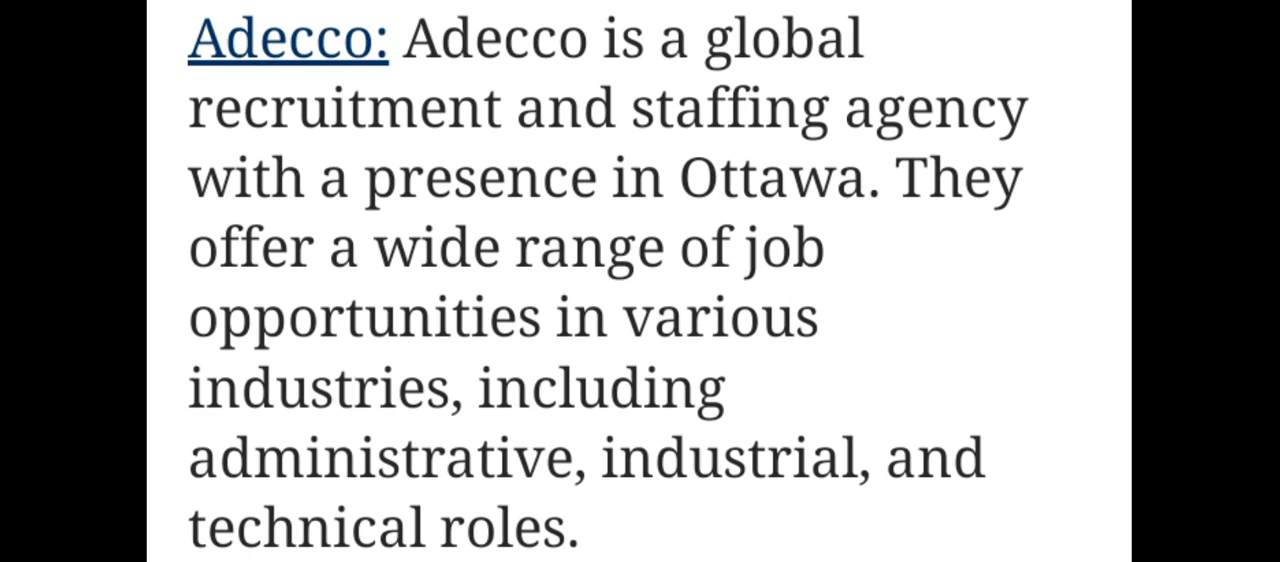 Adecco: Adecco is a global
recruitment and staffing agency
with a presence in Ottawa. They
offer a wide range of job
opportunities in various
industries, including
administrative, industrial, and
technical roles.